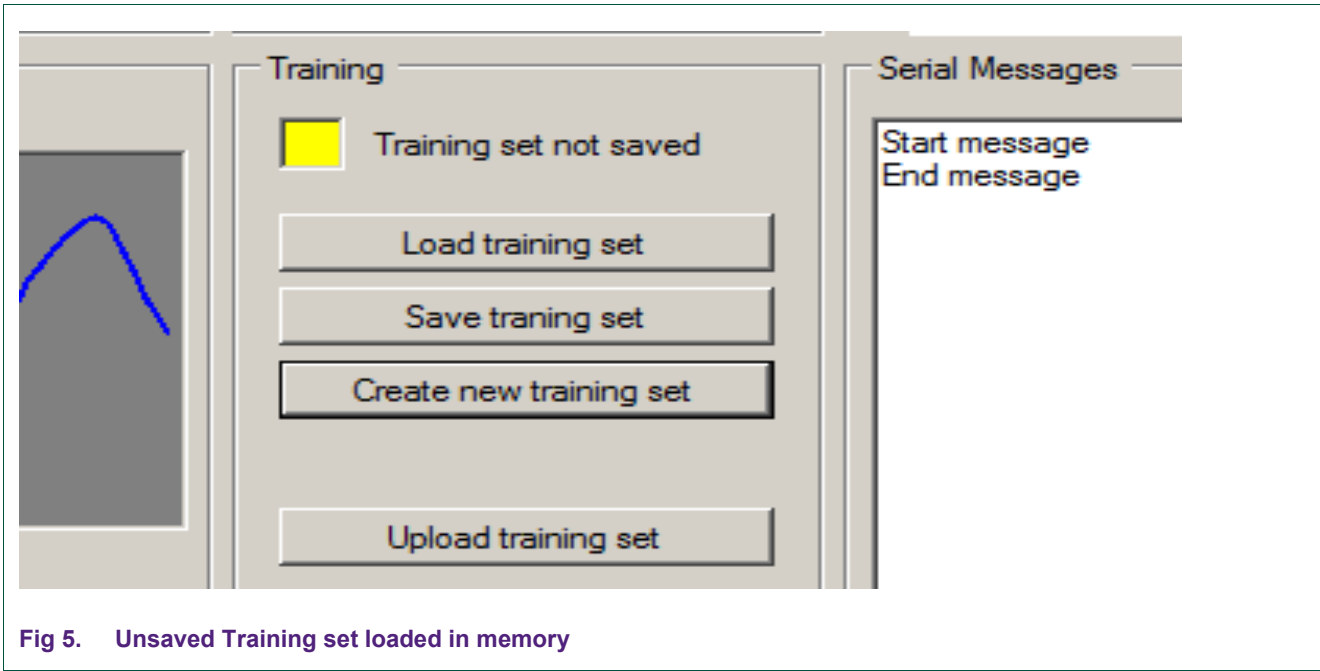 Training
Training set not saved
Load training set
Save traning set
Create new training set
Upload training set
Serial Messages
Start message
End message
Fig 5. Unsaved Training set loaded in memory